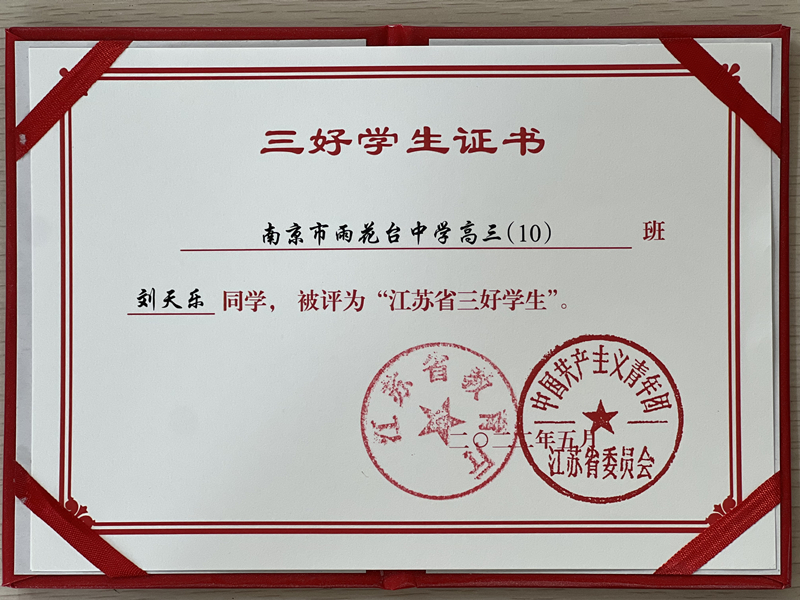 三好学生证书
南京市雨花台中学高三(10) 班
刘天乐 同学，被评为“江苏省三好学生”。
江苏省教育厅
中国共产主义青年团
江苏省委员会
二〇二二年五月